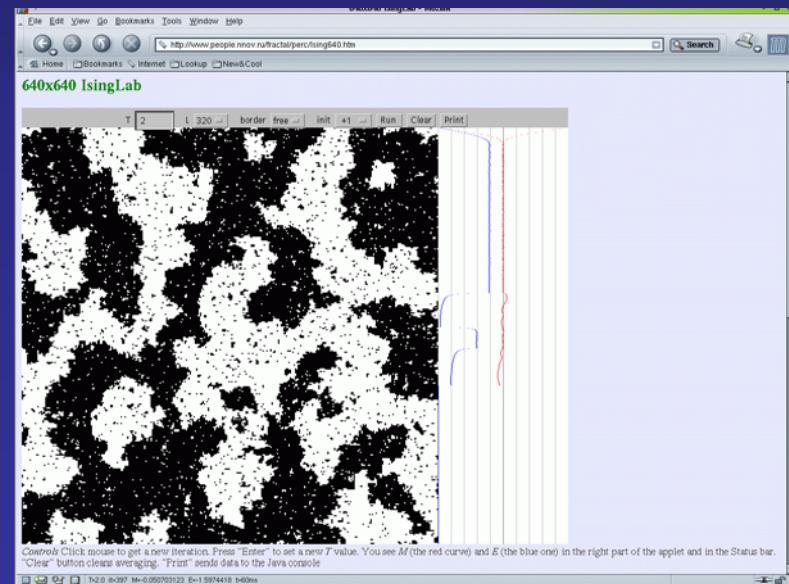 File Edit View Go Bookmarks Tools Window Help
http://www.people.nnov.ru/fractal/perc/Ising640.htm Search
Home Bookmarks Internet Lookup New&Cool
640x640 IsingLab
T 2 L 320 border free init +1 Run Clear Print
Controls Click mouse to get a new iteration. Press "Enter" to set a new T value. You see M (the red curve) and E (the blue one) in the right part of the applet and in the Status bar.
"Clear" button cleans averaging. "Print" sends data to the Java console
T=2.0 it=397 M=-0.050703123 E=-1.5974418 t=60ms